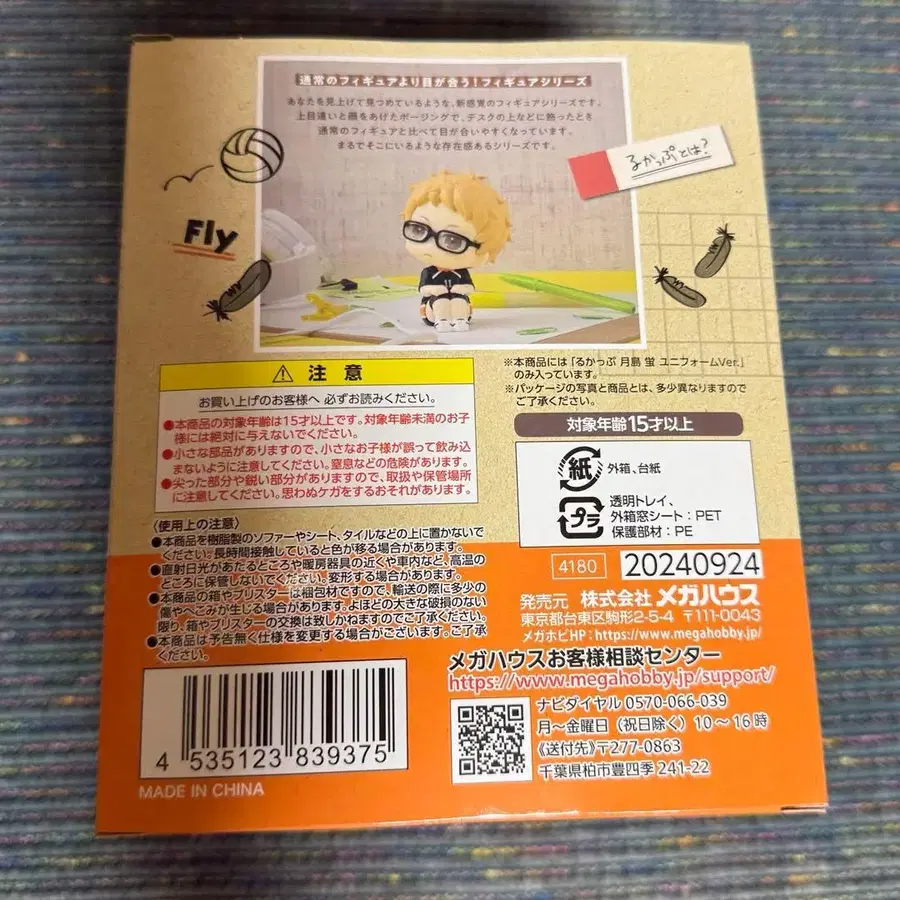 通常のフィギュアより目が合う！フィギュアシリーズ
あなたを見上げて見つめているような、新感覚のフィギュアシリーズです。
上目遣いと顔をあげたポージングで、デスクの上などに飾ったとき
通常のフィギュアと比べて目が合いやすくなっています。
まるでそこにいるような存在感あるシリーズです。
るかっぷとは?
Fly
※本商品には「るかっぷ 月島 蛍 ユニフォームVer.」
のみ入っています。
※パッケージの写真と商品とは、多少異なりますので
ご了承ください。
⚠ 注意
お買い上げのお客様へ 必ずお読みください。
●本商品の対象年齢は15才以上です。対象年齢未満のお子
様には絶対に与えないでください。
●小さな部品がありますので、小さなお子様が誤って飲み込
まないように注意してください。窒息などの危険があります。
●尖った部分や鋭い部分がありますので、取扱や保管場所
に注意してください。思わぬケガをするおそれがあります。
対象年齢15才以上
紙 外箱、台紙
プラ 透明トレイ、
外箱窓シート：PET
保護部材：PE
〈使用上の注意〉
●本商品を樹脂製のソファーやシート、タイルなどの上に置かないで
ください。長時間接触していると色が移る場合があります。
●直射日光があたるところや暖房器具の近くや車内など、高温の
ところに保管しないでください。変形する場合があります。
●本商品の箱やブリスターは梱包材ですので、輸送の際に多少の
傷やへこみが生じる場合があります。よほどの大きな破損のない
限り、箱やブリスターの交換は致しかねますのでご了承ください。
●本商品は予告無く仕様を変更する場合がございます。ご了承
ください。
4180 20240924
発売元 株式会社 メガハウス
東京都台東区駒形2-5-4 〒111-0043
メガホビHP：https://www.megahobby.jp/
メガハウスお客様相談センター
https://www.megahobby.jp/support/
ナビダイヤル 0570-066-039
月～金曜日（祝日除く）10～16時
《送付先》〒277-0863
千葉県柏市豊四季 241-22
4 535123 839375
MADE IN CHINA